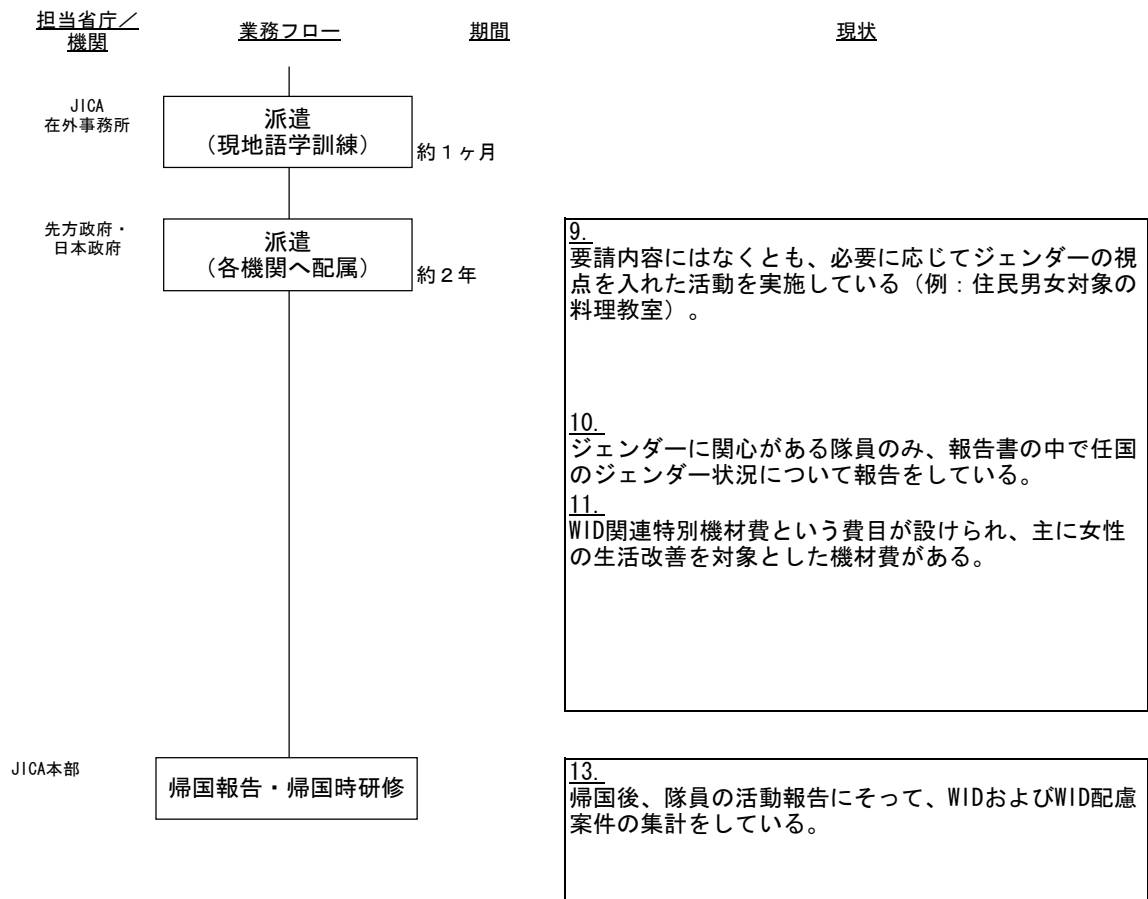 担当省庁／
機関
業務フロー
期間
現状
JICA
在外事務所
派遣
（現地語学訓練）
約１ヶ月
先方政府・
日本政府
派遣
（各機関へ配属）
約２年
9.
要請内容にはなくとも、必要に応じてジェンダーの視
点を入れた活動を実施している（例：住民男女対象の
料理教室）。
10.
ジェンダーに関心がある隊員のみ、報告書の中で任国
のジェンダー状況について報告をしている。
11.
WID関連特別機材費という費目が設けられ、主に女性
の生活改善を対象とした機材費がある。
JICA本部
帰国報告・帰国時研修
13.
帰国後、隊員の活動報告にそって、WIDおよびWID配慮
案件の集計をしている。